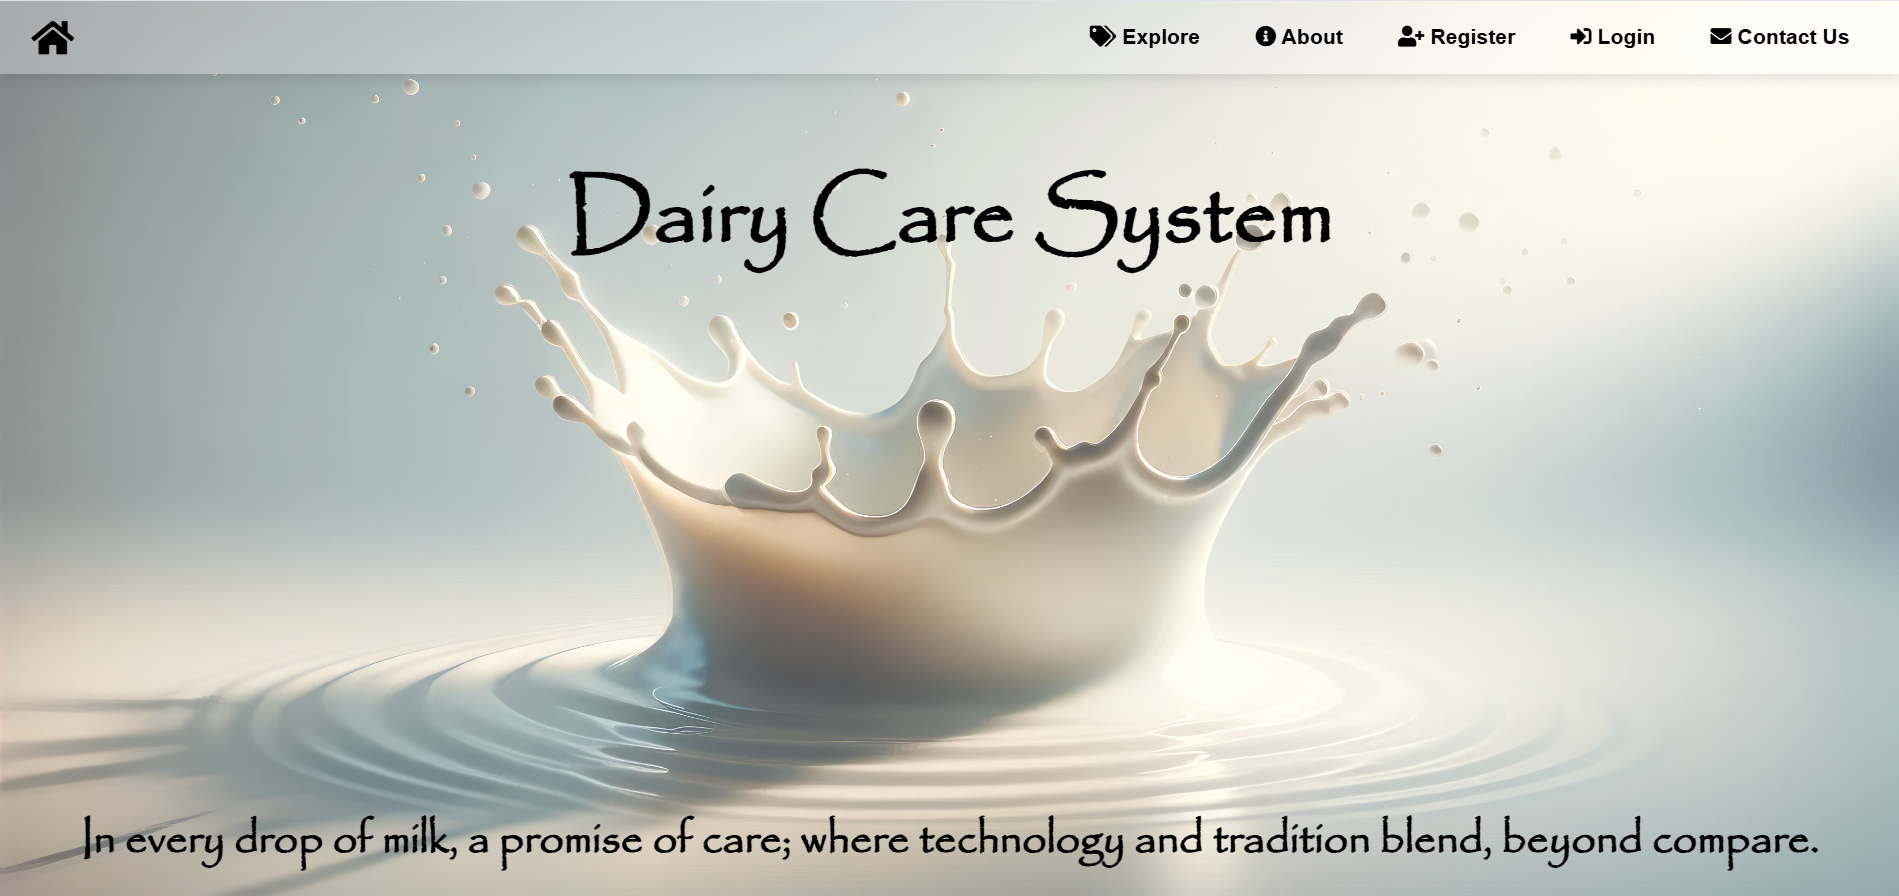 Explore
About
Register
Login
Contact Us
Dairy Care System
In every drop of milk, a promise of care; where technology and tradition blend, beyond compare.